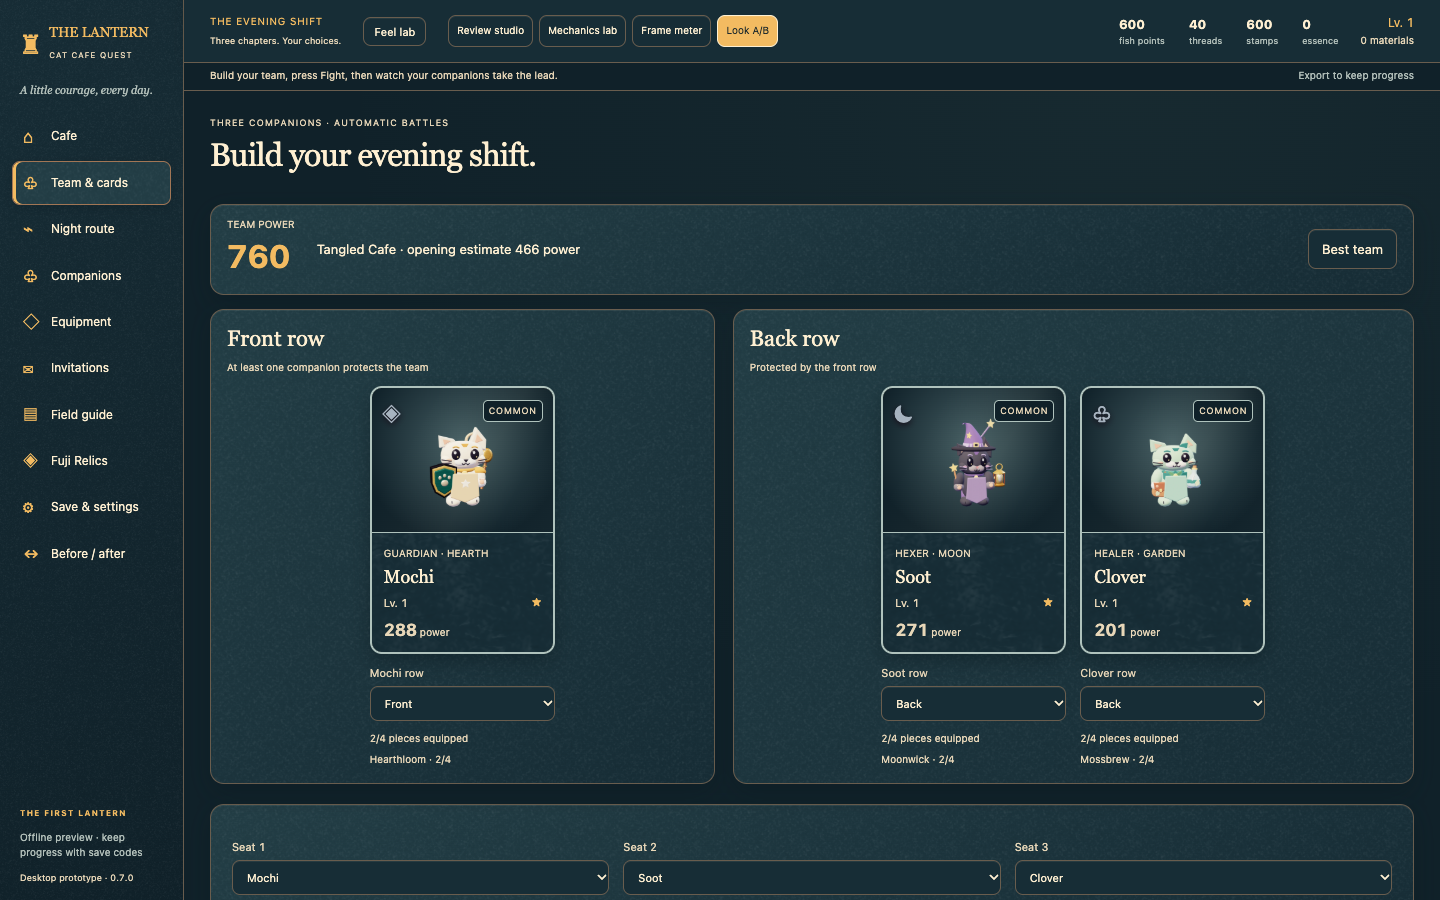 THE LANTERN
CAT CAFE QUEST
A little courage, every day.
Cafe
Team & cards
Night route
Companions
Equipment
Invitations
Field guide
Fuji Relics
Save & settings
Before / after
THE FIRST LANTERN
Offline preview · keep
progress with save codes
Desktop prototype · 0.7.0
THE EVENING SHIFT
Three chapters. Your choices.
Feel lab
Review studio
Mechanics lab
Frame meter
Look A/B
600
fish points
40
threads
600
stamps
0
essence
Lv. 1
0 materials
Build your team, press Fight, then watch your companions take the lead.
Export to keep progress
THREE COMPANIONS · AUTOMATIC BATTLES
Build your evening shift.
TEAM POWER
760
Tangled Cafe · opening estimate 466 power
Best team
Front row
At least one companion protects the team
COMMON
GUARDIAN · HEARTH
Mochi
Lv. 1
288 power
Mochi row
Front
2/4 pieces equipped
Hearthloom · 2/4
Back row
Protected by the front row
COMMON
HEXER · MOON
Soot
Lv. 1
271 power
Soot row
Back
2/4 pieces equipped
Moonwick · 2/4
COMMON
HEALER · GARDEN
Clover
Lv. 1
201 power
Clover row
Back
2/4 pieces equipped
Mossbrew · 2/4
Seat 1
Mochi
Seat 2
Soot
Seat 3
Clover